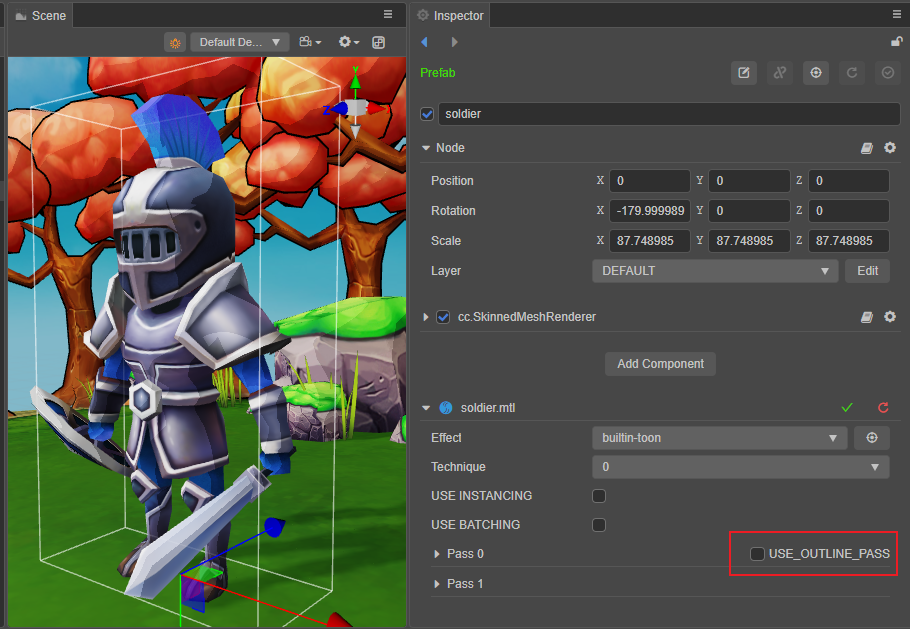 Scene
Inspector
Default De...
Prefab
Y
Z
soldier
Node
Position X 0 Y 0 Z 0
Rotation X -179.999989 Y 0 Z 0
Scale X 87.748985 Y 87.748985 Z 87.748985
Layer DEFAULT Edit
cc.SkinnedMeshRenderer
Add Component
soldier.mtl
Effect builtin-toon
Technique 0
USE INSTANCING
USE BATCHING
Pass 0 USE_OUTLINE_PASS
Pass 1